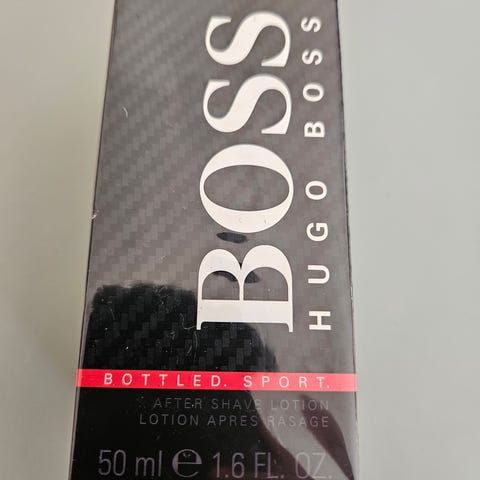 BOSS
HUGO BOSS
BOTTLED. SPORT.
AFTER SHAVE LOTION
LOTION APRES RASAGE
50 ml ℮ 1.6 FL. OZ.